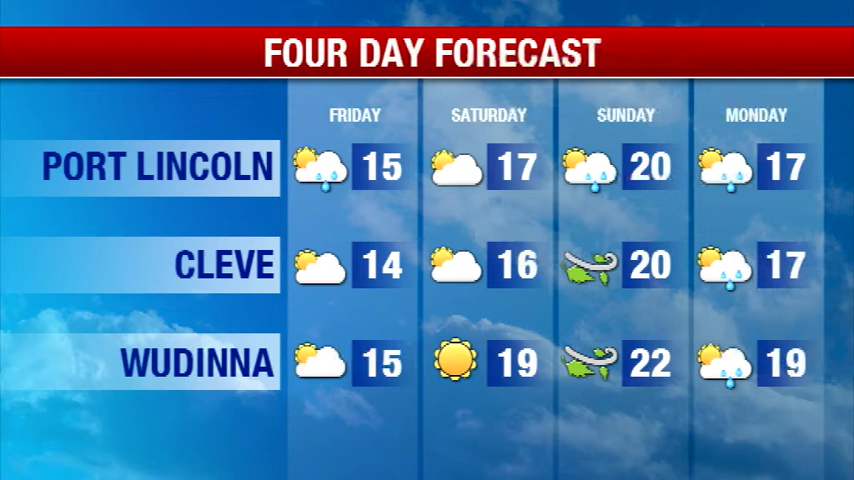 FOUR DAY FORECAST
FRIDAY SATURDAY SUNDAY MONDAY
PORT LINCOLN 15 17 20 17
CLEVE 14 16 20 17
WUDINNA 15 19 22 19